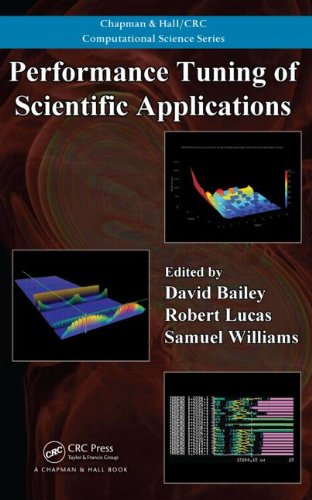 Chapman & Hall/CRC
Computational Science Series
Performance Tuning of
Scientific Applications
Edited by
David Bailey
Robert Lucas
Samuel Williams
CRC
CRC Press
Taylor & Francis Group
A CHAPMAN & HALL BOOK